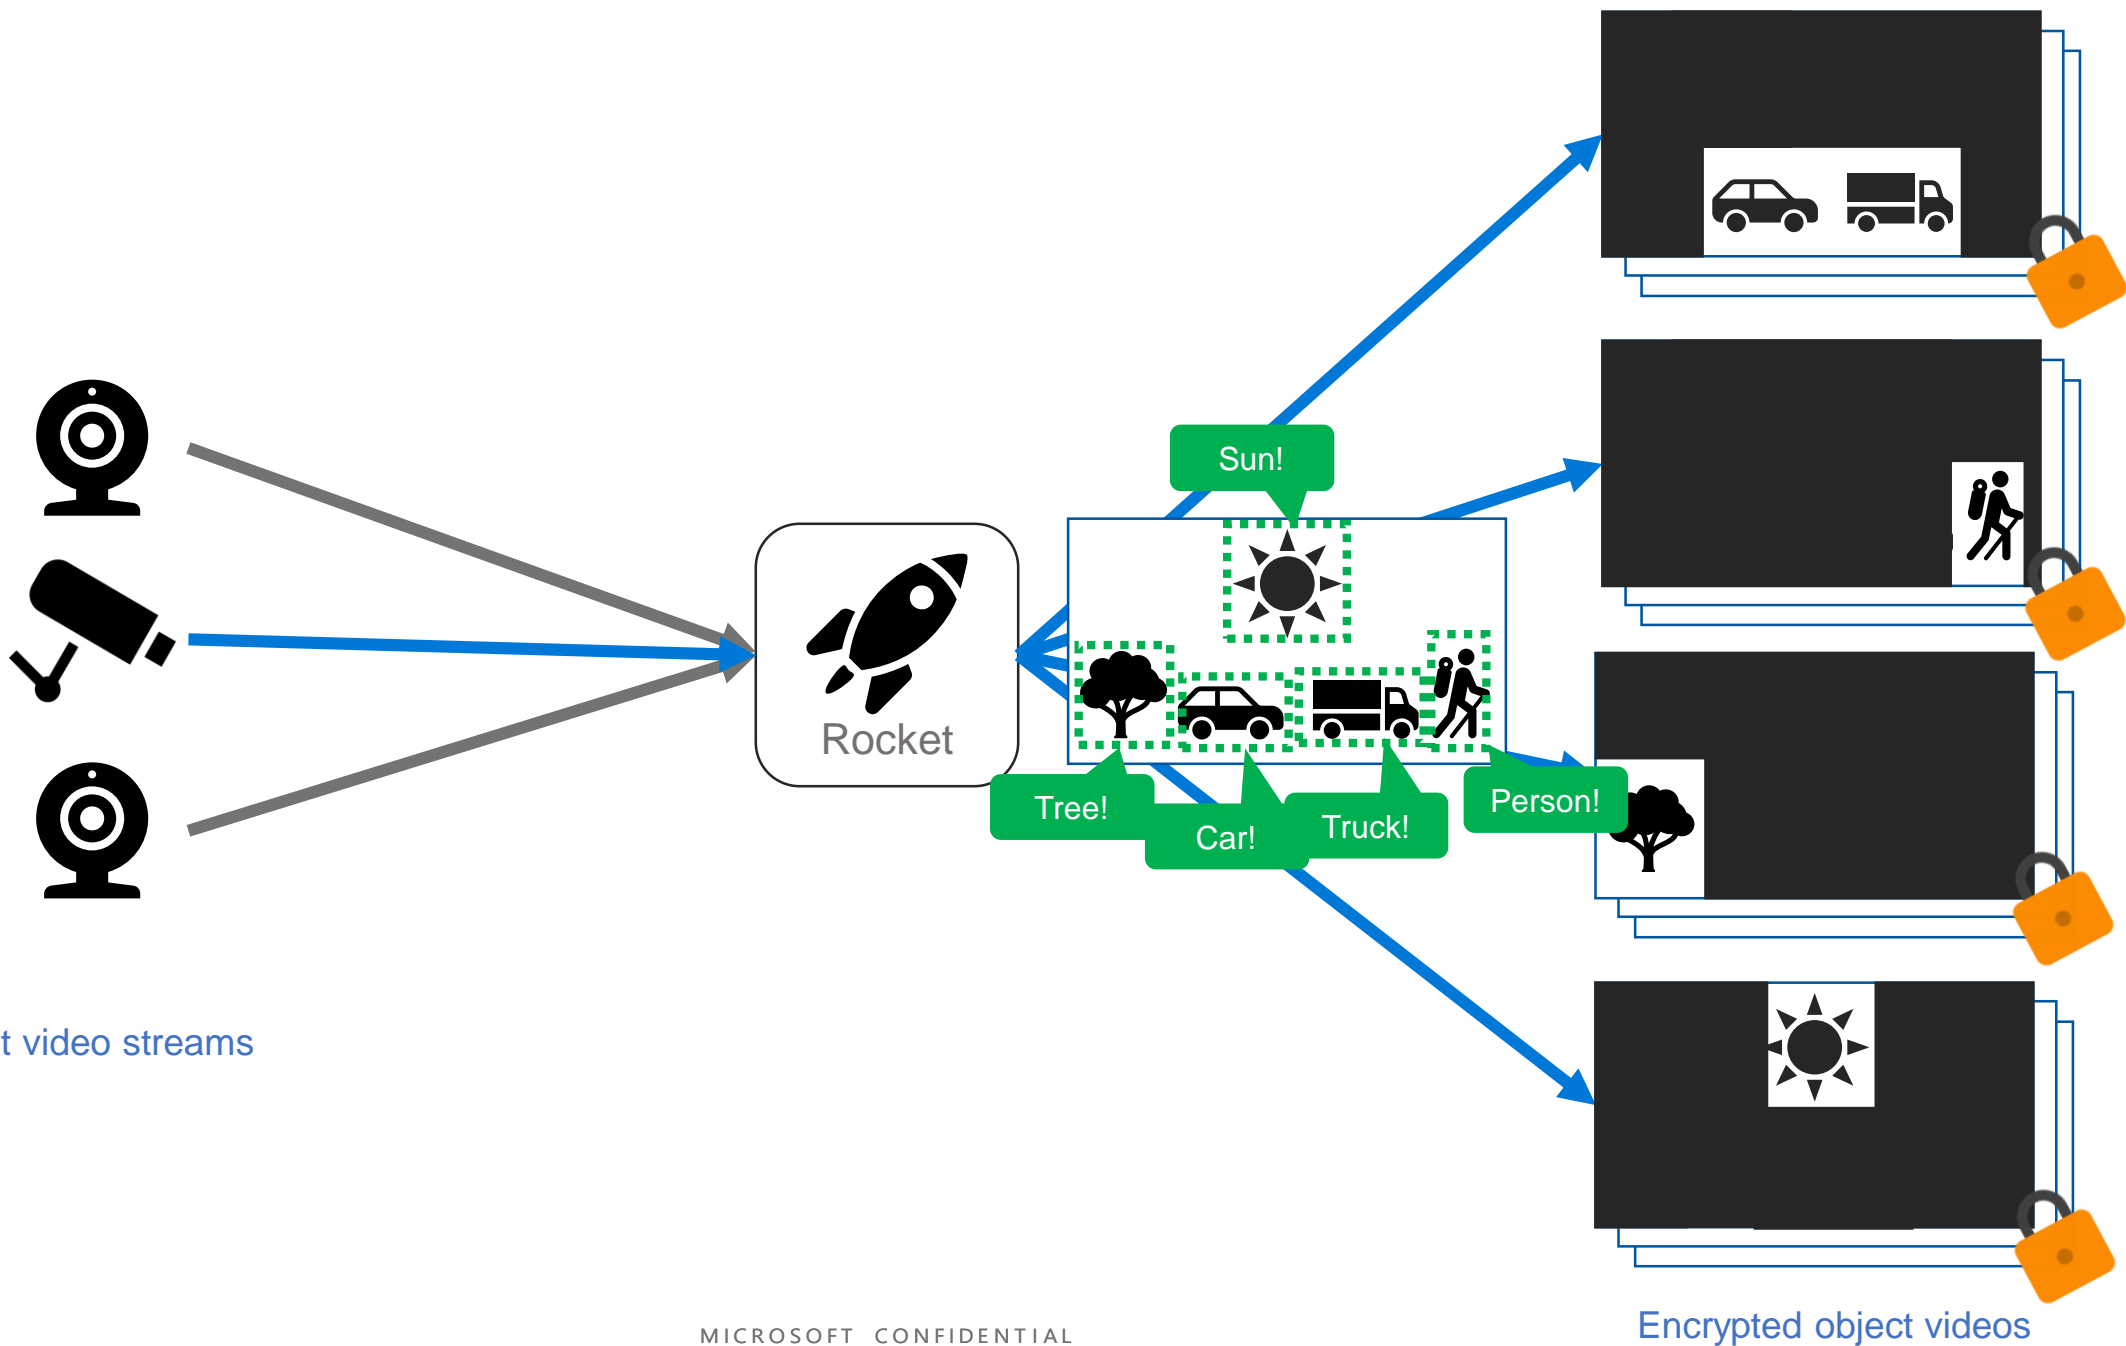 Sun!
Rocket
Tree!
Car!
Truck!
Person!
t video streams
Encrypted object videos
MICROSOFT CONFIDENTIAL